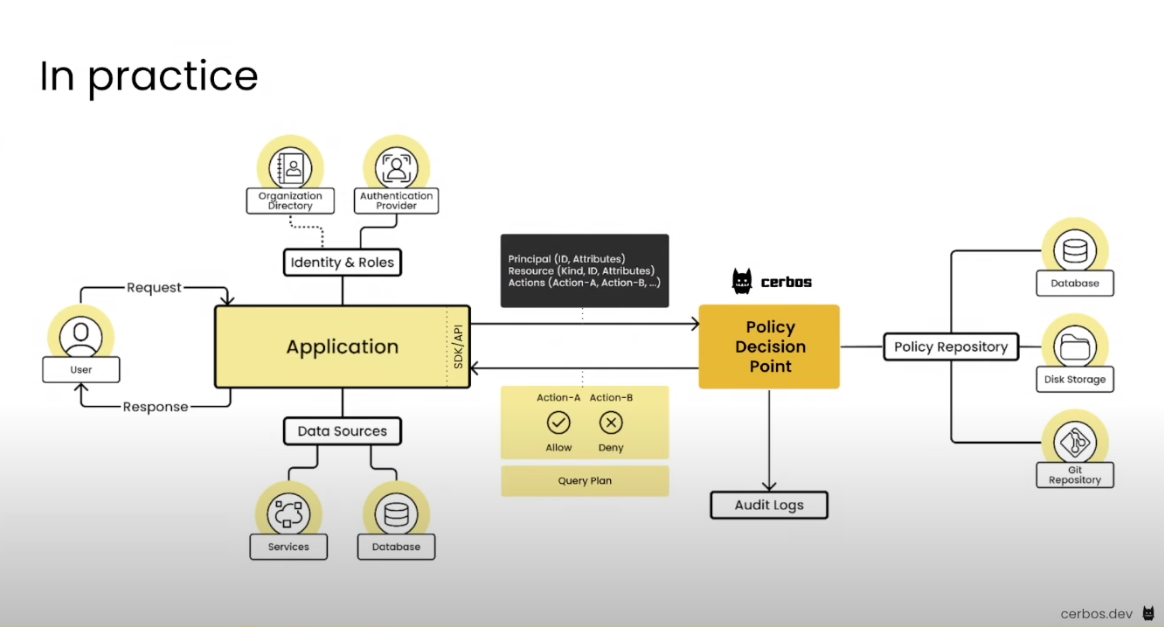 In practice
Organization
Directory
Authentication
Provider
Identity & Roles
Request
User
Response
Application
SDK/API
Data Sources
Services
Database
Principal (ID, Attributes)
Resource (Kind, ID, Attributes)
Actions (Action-A, Action-B, ...)
Action-A Action-B
Allow Deny
Query Plan
cerbos
Policy
Decision
Point
Audit Logs
Policy Repository
Database
Disk Storage
Git
Repository
cerbos.dev